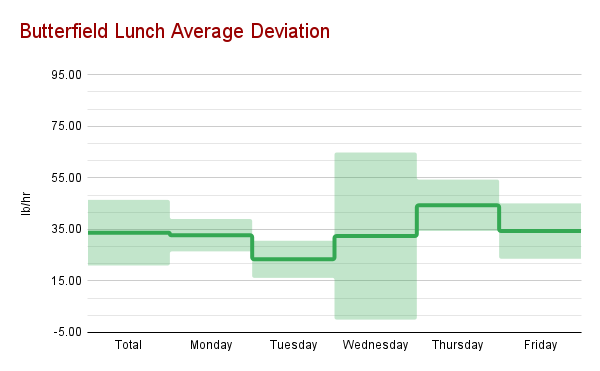 Butterfield Lunch Average Deviation
95.00
75.00
55.00
35.00
15.00
-5.00
lb/hr
Total Monday Tuesday Wednesday Thursday Friday